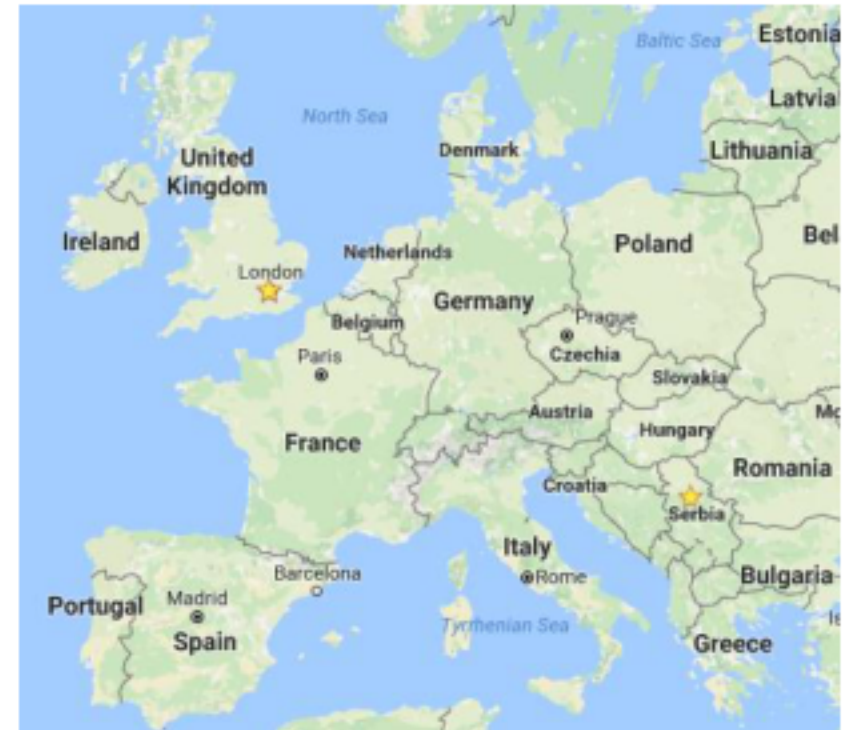 Baltic Sea
Estonia
Latvia
North Sea
Denmark
Lithuania
United
Kingdom
Ireland
Netherlands
Poland
Bel
London
Germany
Belgium
Prague
Czechia
Paris
Slovakia
Austria
Mo
France
Hungary
Romania
Croatia
Serbia
Italy
Barcelona
Rome
Bulgaria
Portugal
Madrid
Tyrrhenian Sea
Spain
Greece